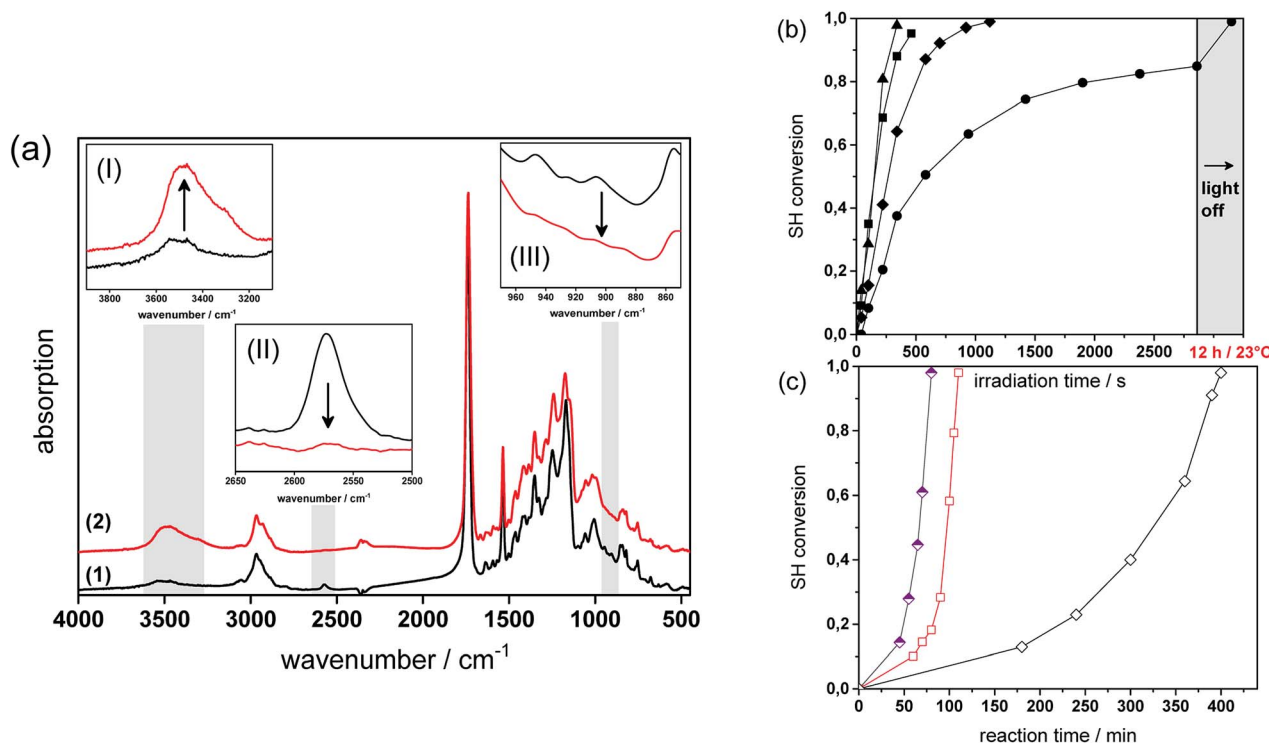 (a)
absorption
(I)
3800 3600 3400 3200
wavenumber / cm⁻¹
(II)
2650 2600 2550 2500
wavenumber / cm⁻¹
(III)
960 940 920 900 880 860
wavenumber / cm⁻¹
(2)
(1)
4000 3500 3000 2500 2000 1500 1000 500
wavenumber / cm⁻¹
(b)
SH conversion
1,0
0,8
0,6
0,4
0,2
0,0
light
off
0 500 1000 1500 2000 2500 12 h / 23°C
irradiation time / s
(c)
SH conversion
1,0
0,8
0,6
0,4
0,2
0,0
0 50 100 150 200 250 300 350 400
reaction time / min